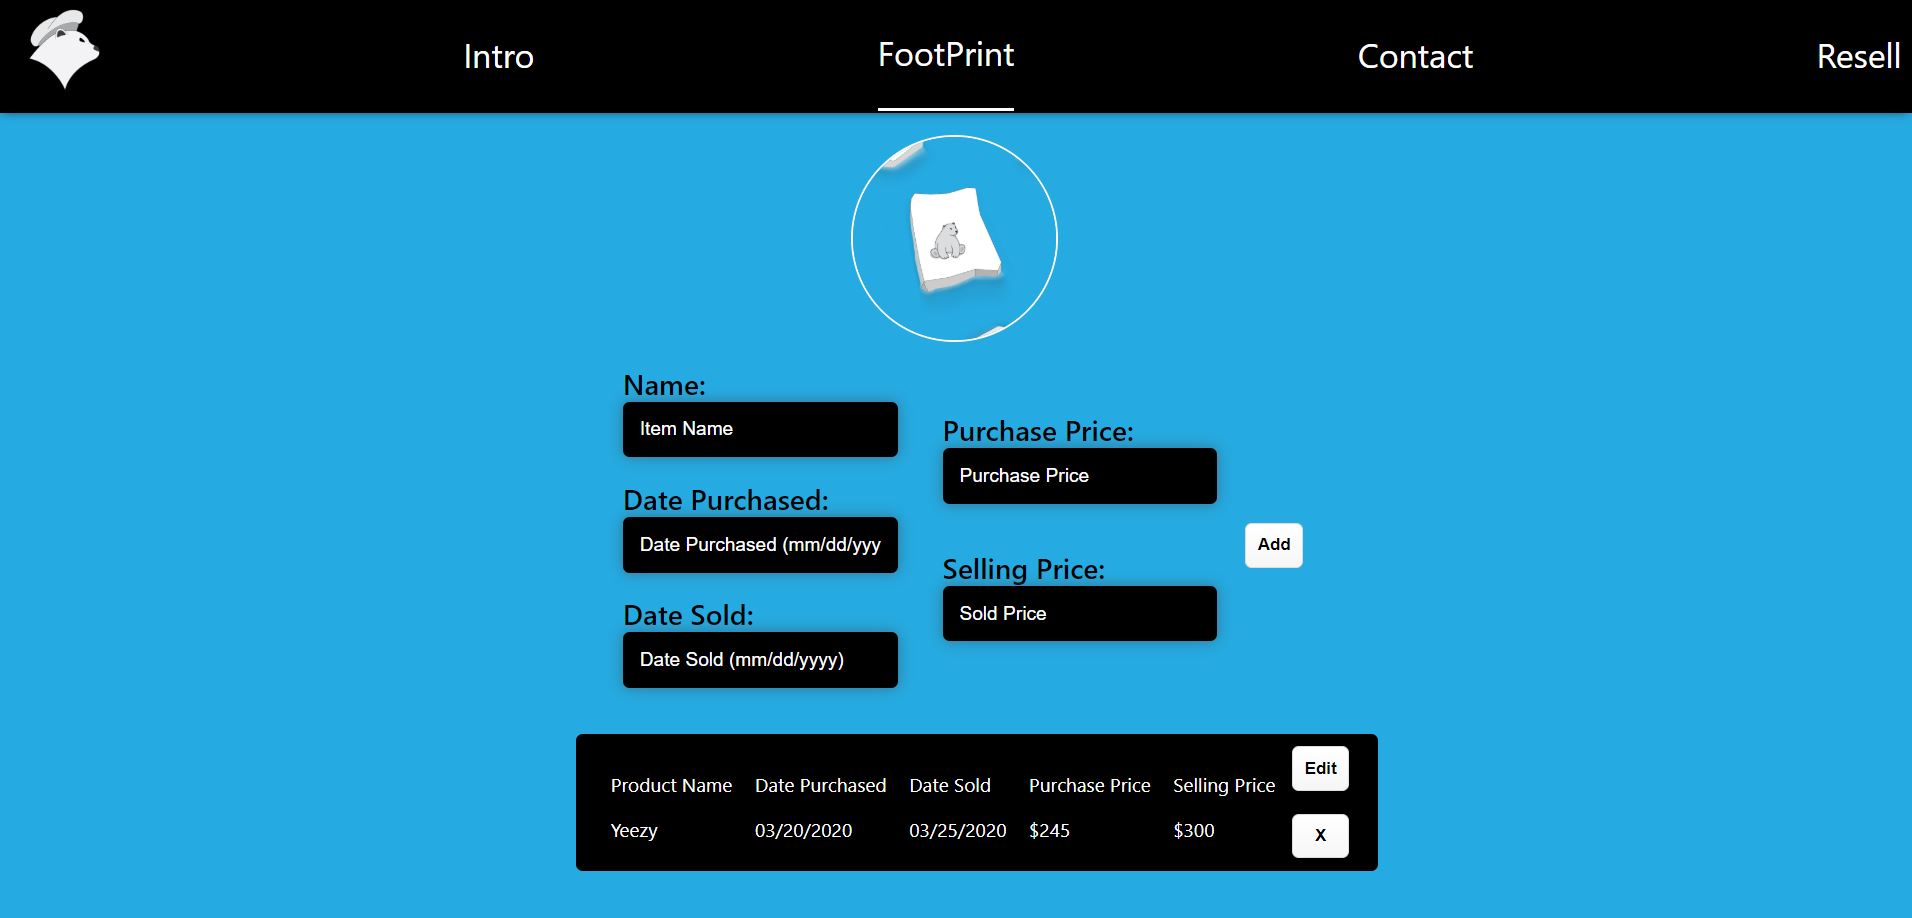 Intro FootPrint Contact Resell
Name:
Item Name
Date Purchased:
Date Purchased (mm/dd/yyy
Date Sold:
Date Sold (mm/dd/yyyy)
Purchase Price:
Purchase Price
Selling Price:
Sold Price
Add
Product Name Date Purchased Date Sold Purchase Price Selling Price
Yeezy 03/20/2020 03/25/2020 $245 $300
Edit
X